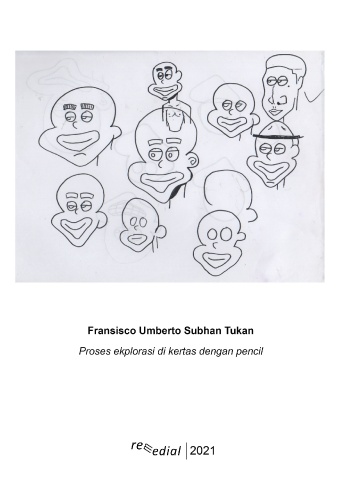 Fransisco Umberto Subhan Tukan
Proses ekplorasi di kertas dengan pencil
remedial | 2021